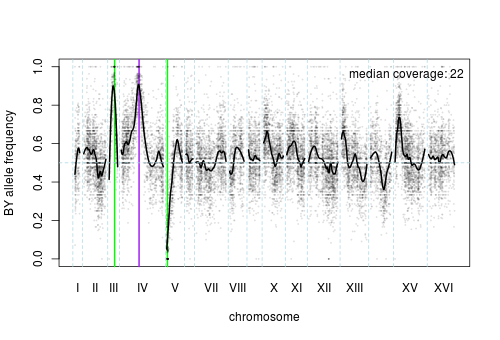 median coverage: 22
BY allele frequency
0.0 0.2 0.4 0.6 0.8 1.0
I II III IV V VII VIII X XI XII XIII XV XVI
chromosome